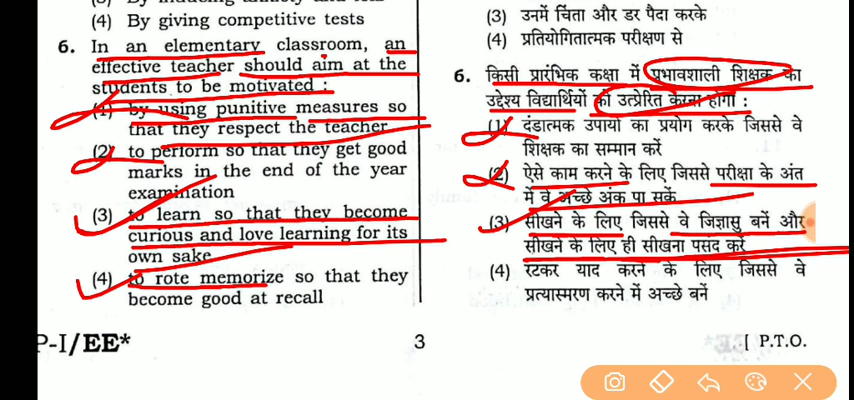 (4) By giving competitive tests
6. In an elementary classroom, an
effective teacher should aim at the
students to be motivated :
(1) by using punitive measures so
that they respect the teacher
(2) to perform so that they get good
marks in the end of the year
examination
(3) to learn so that they become
curious and love learning for its
own sake
(4) to rote memorize so that they
become good at recall
P-I/EE*
3
(3) उनमें चिंता और डर पैदा करके
(4) प्रतियोगितात्मक परीक्षण से
6. किसी प्रारंभिक कक्षा में प्रभावशाली शिक्षक का
उद्देश्य विद्यार्थियों को उत्प्रेरित करना होगा :
(1) दंडात्मक उपायों का प्रयोग करके जिससे वे
शिक्षक का सम्मान करें
(2) ऐसे काम करने के लिए जिससे परीक्षा के अंत
में वे अच्छे अंक पा सकें
(3) सीखने के लिए जिससे वे जिज्ञासु बनें और
सीखने के लिए ही सीखना पसंद करें
(4) रटकर याद करने के लिए जिससे वे
प्रत्यास्मरण करने में अच्छे बनें
[ P.T.O.